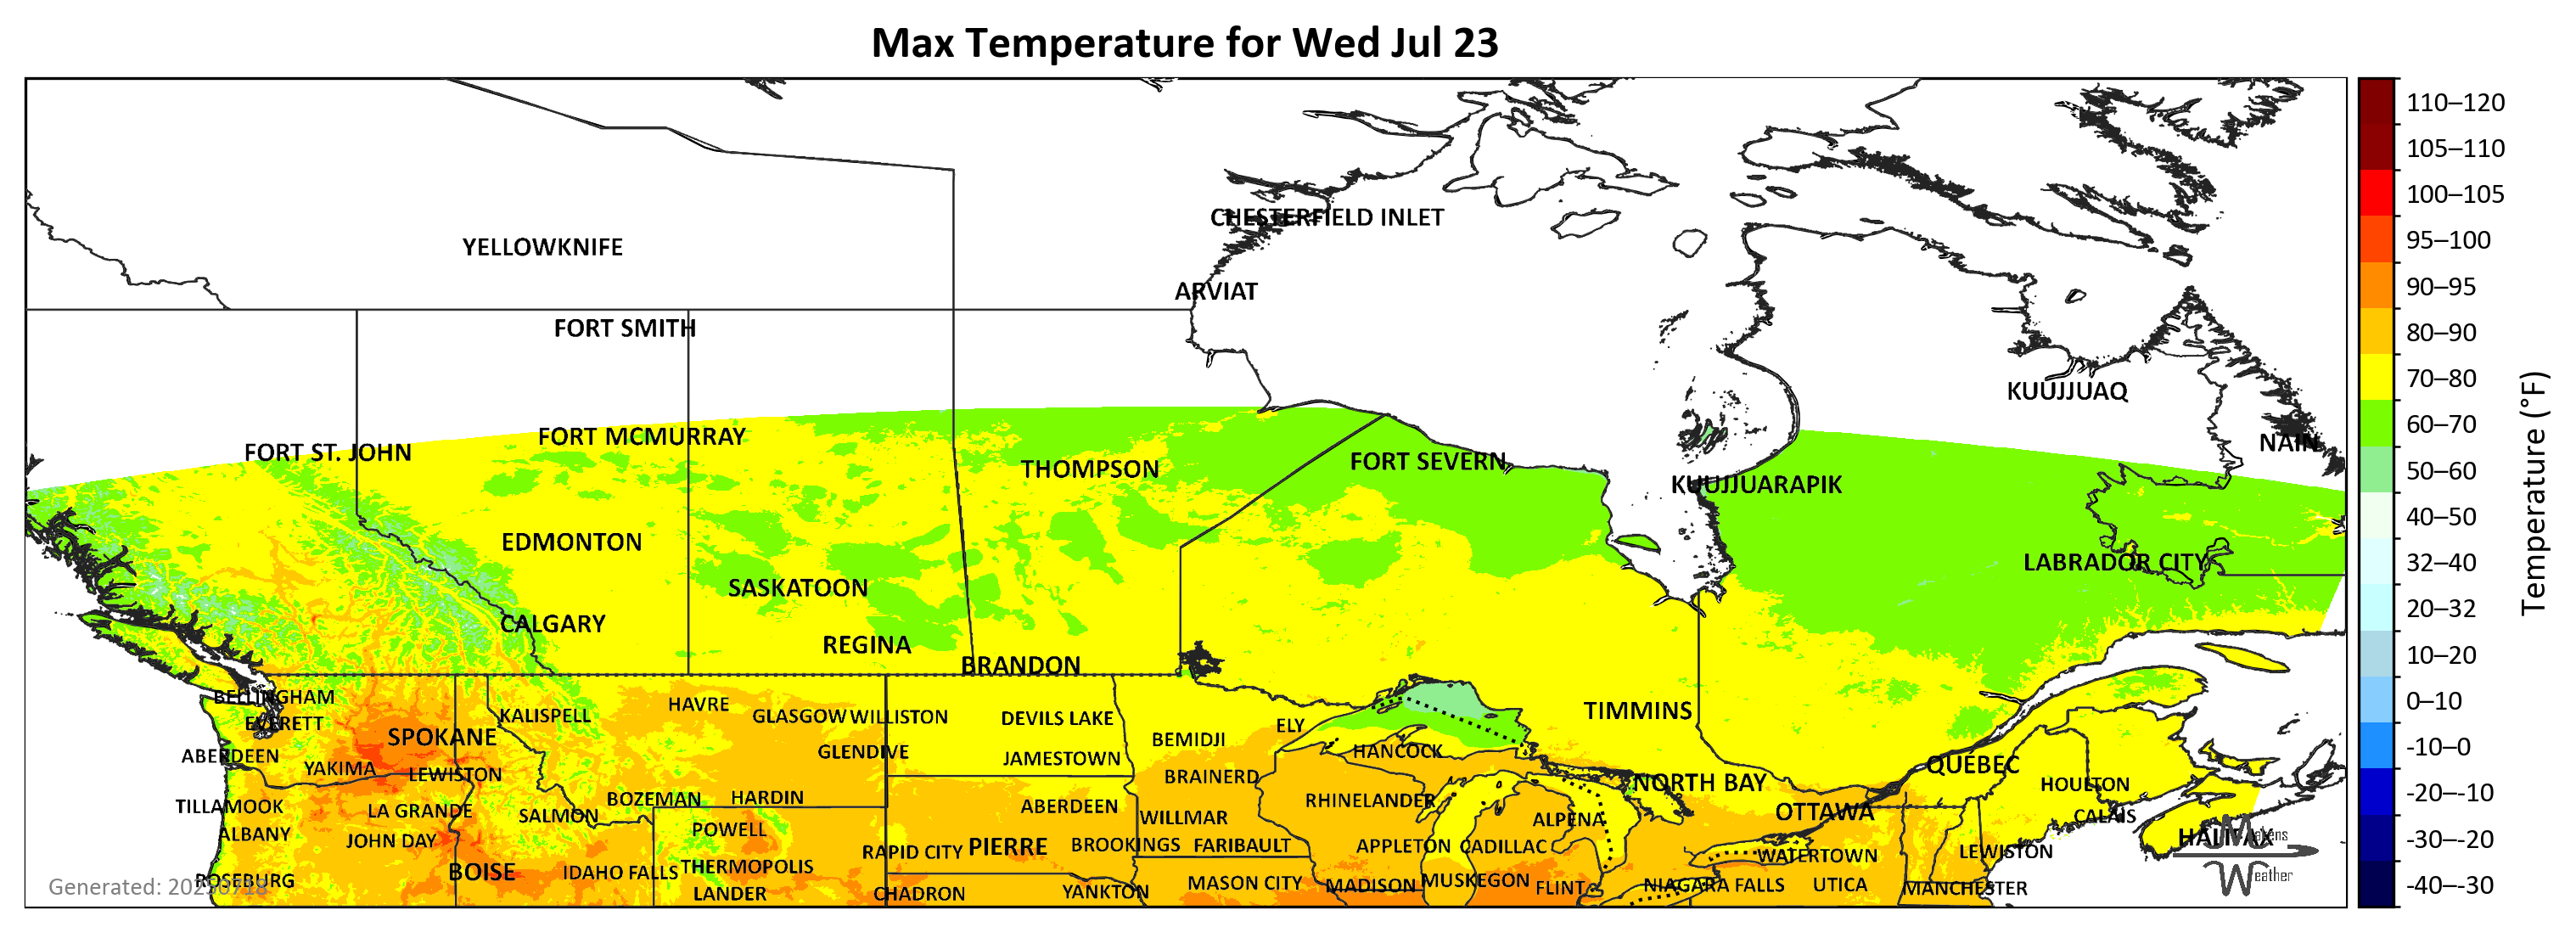 Max Temperature for Wed Jul 23
CHESTERFIELD INLET
YELLOWKNIFE
ARVIAT
FORT SMITH
KUUJJUAQ
FORT MCMURRAY
NAIN
FORT ST. JOHN
THOMPSON
FORT SEVERN
KUUJJUARAPIK
EDMONTON
LABRADOR CITY
SASKATOON
CALGARY
REGINA
BRANDON
BELLINGHAM
HAVRE
KALISPELL
GLASGOW
WILLISTON
DEVILS LAKE
TIMMINS
EVERETT
ELY
SPOKANE
BEMIDJI
HANCOCK
ABERDEEN
GLENDIVE
JAMESTOWN
YAKIMA
LEWISTON
BRAINERD
QUÉBEC
NORTH BAY
HOULTON
BOZEMAN
HARDIN
RHINELANDER
TILLAMOOK
LA GRANDE
SALMON
ABERDEEN
WILLMAR
ALPENA
OTTAWA
CALAIS
ALBANY
JOHN DAY
POWELL
PIERRE
BROOKINGS
FARIBAULT
APPLETON
CADILLAC
HALIFAX
RAPID CITY
WATERTOWN
LEWISTON
BOISE
IDAHO FALLS
THERMOPOLIS
ROSEBURG
LANDER
CHADRON
YANKTON
MASON CITY
MADISON
MUSKEGON
FLINT
NIAGARA FALLS
UTICA
MANCHESTER
Generated: 20250718
Makens
Weather
110–120
105–110
100–105
95–100
90–95
80–90
70–80
60–70
50–60
40–50
32–40
20–32
10–20
0–10
-10–0
-20–-10
-30–-20
-40–-30
Temperature (°F)